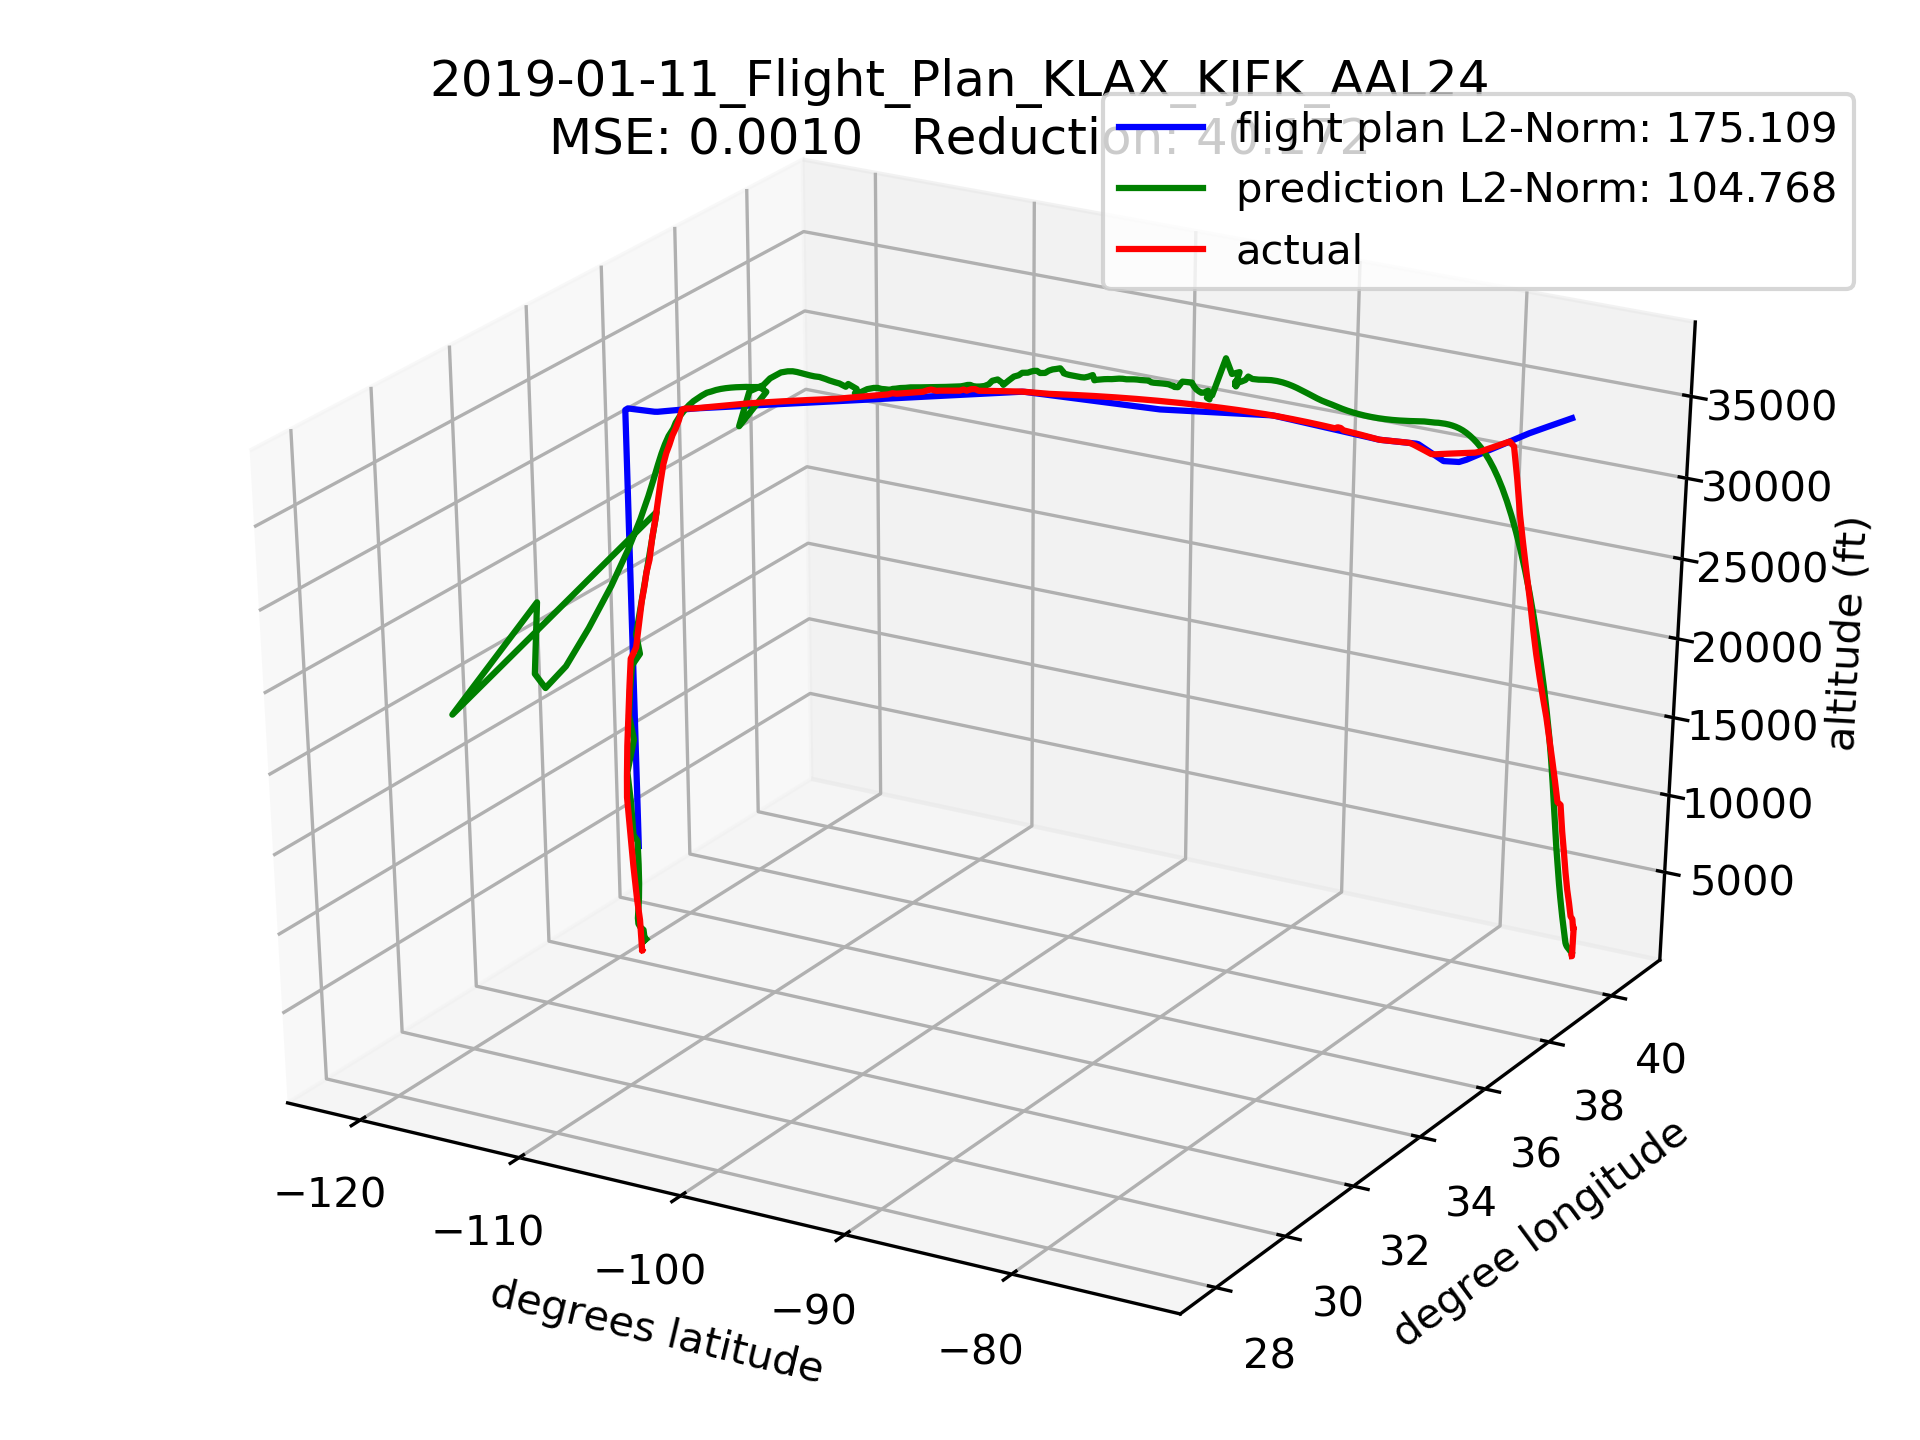 2019-01-11_Flight_Plan_KLAX_KJFK_AAL24
MSE: 0.0010 Reduction: 40.172
flight plan L2-Norm: 175.109
prediction L2-Norm: 104.768
actual
35000
30000
25000
20000
15000
10000
5000
altitude (ft)
40
38
36
34
32
30
28
degree longitude
−120
−110
−100
−90
−80
degrees latitude